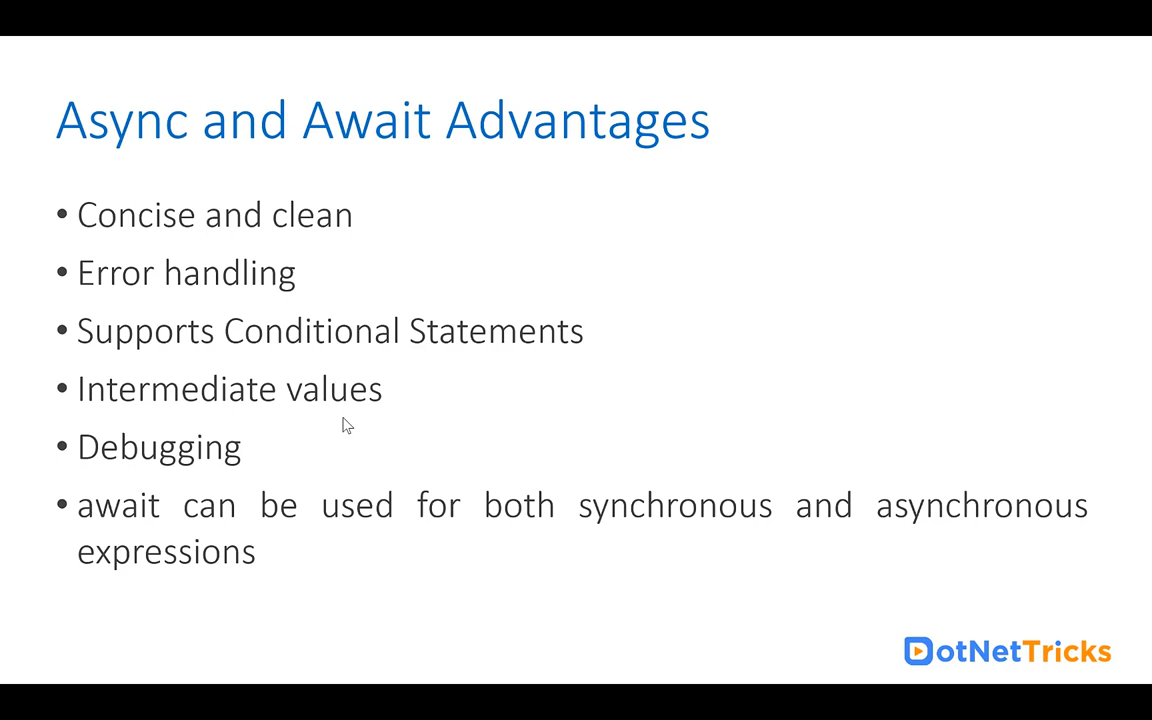 Async and Await Advantages
• Concise and clean
• Error handling
• Supports Conditional Statements
• Intermediate values
• Debugging
• await can be used for both synchronous and asynchronous
expressions
DotNetTricks